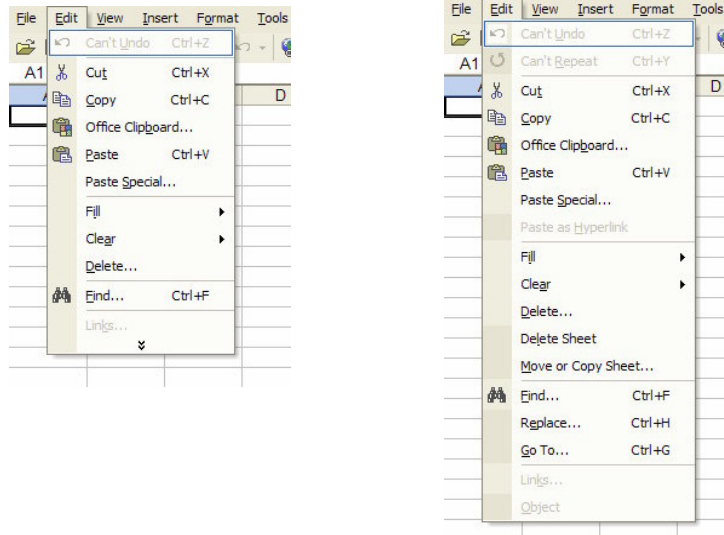 File Edit View Insert Format Tools
Can't Undo Ctrl+Z
A1
Cut Ctrl+X
D
Copy Ctrl+C
Office Clipboard...
Paste Ctrl+V
Paste Special...
Fill
Clear
Delete...
Find... Ctrl+F
Links...
File Edit View Insert Format Tools
Can't Undo Ctrl+Z
A1
Can't Repeat Ctrl+Y
Cut Ctrl+X
D
Copy Ctrl+C
Office Clipboard...
Paste Ctrl+V
Paste Special...
Paste as Hyperlink
Fill
Clear
Delete...
Delete Sheet
Move or Copy Sheet...
Find... Ctrl+F
Replace... Ctrl+H
Go To... Ctrl+G
Links...
Object